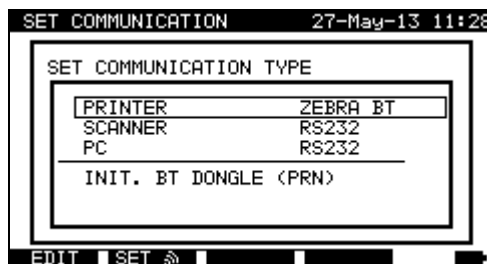 SET COMMUNICATION 27-May-13 11:28
SET COMMUNICATION TYPE
PRINTER ZEBRA BT
SCANNER RS232
PC RS232
INIT. BT DONGLE (PRN)
EDIT SET